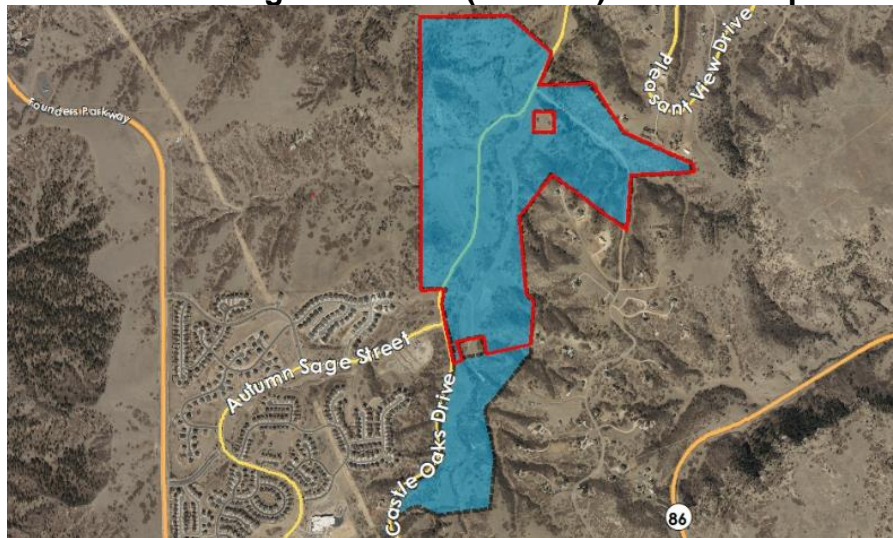 Founders Parkway
Pleasant View Drive
Autumn Sage Street
Castle Oaks Drive
86